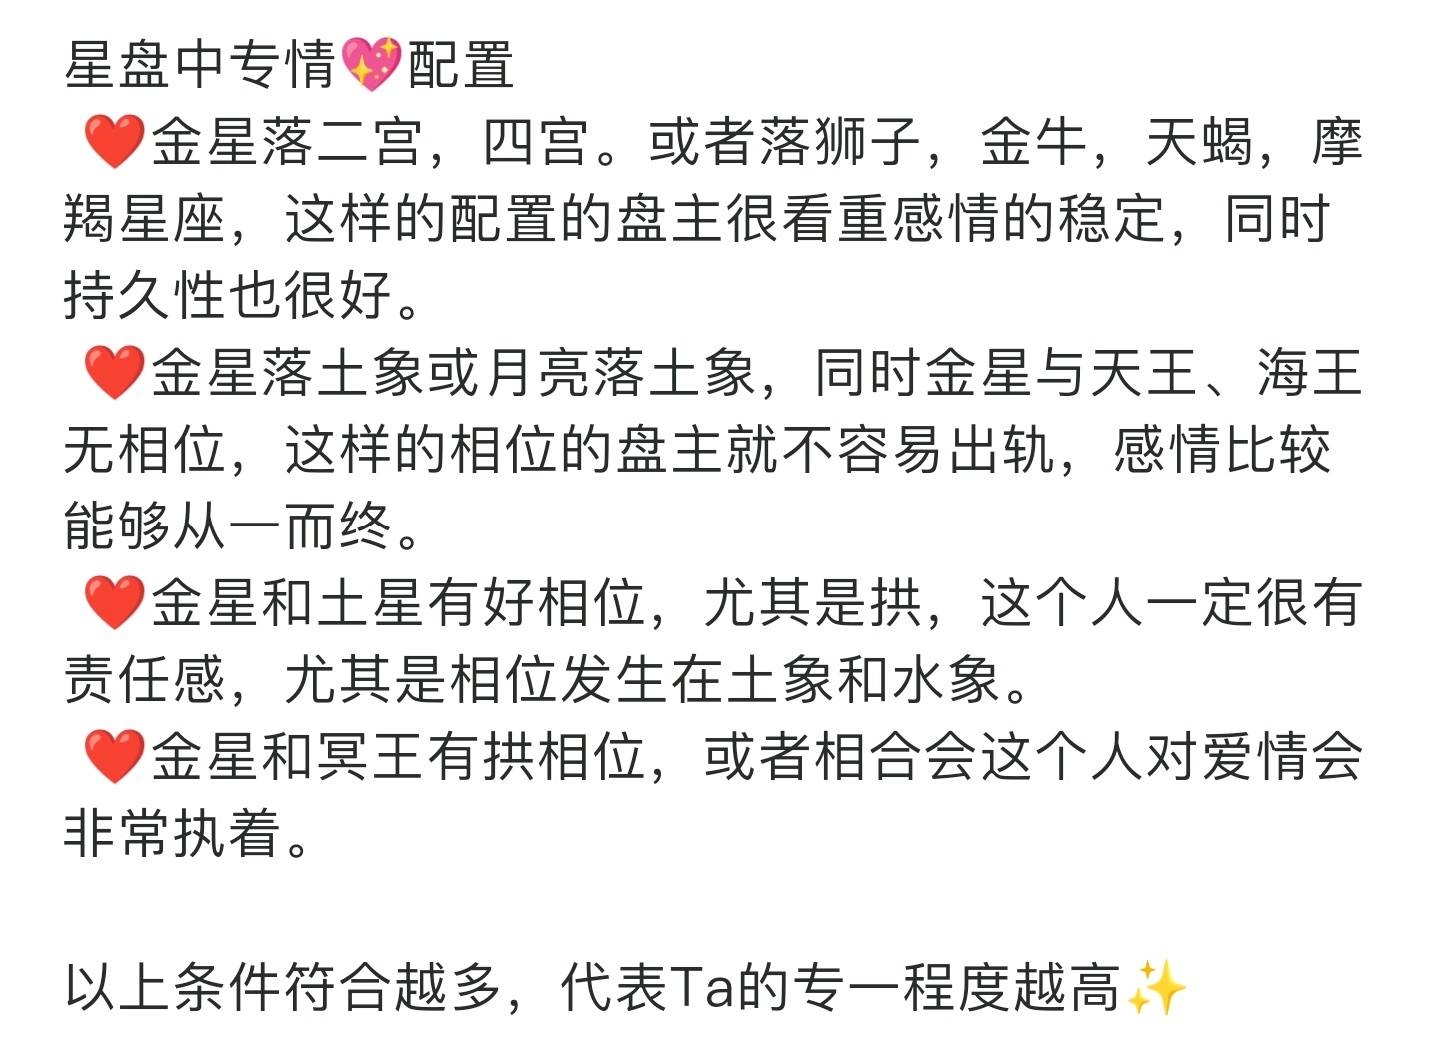 星盘中专情💖配置
❤️金星落二宫，四宫。或者落狮子，金牛，天蝎，摩
羯星座，这样的配置的盘主很看重感情的稳定，同时
持久性也很好。
❤️金星落土象或月亮落土象，同时金星与天王、海王
无相位，这样的相位的盘主就不容易出轨，感情比较
能够从一而终。
❤️金星和土星有好相位，尤其是拱，这个人一定很有
责任感，尤其是相位发生在土象和水象。
❤️金星和冥王有拱相位，或者相合会这个人对爱情会
非常执着。
以上条件符合越多，代表Ta的专一程度越高✨